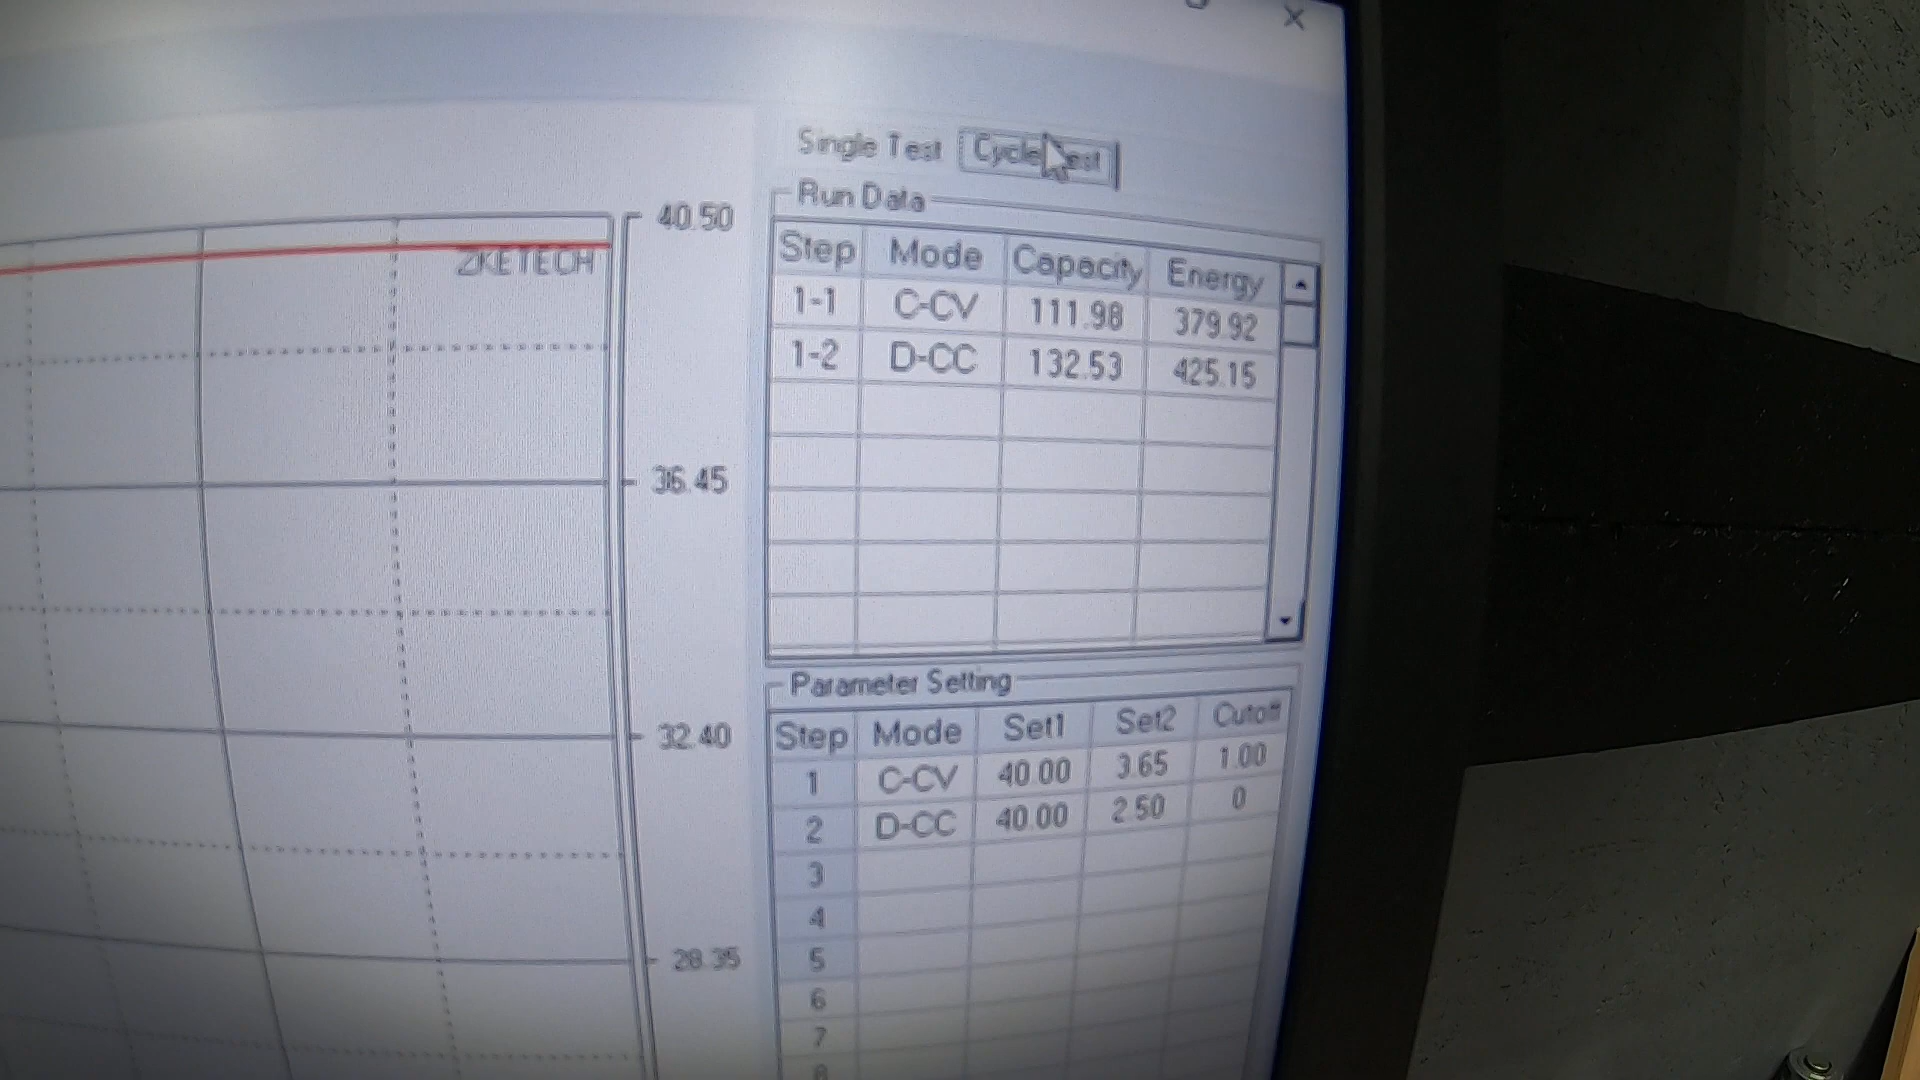 Single Test Cycle Test
Run Data
Step Mode Capacity Energy
1-1 C-CV 111.98 379.92
1-2 D-CC 132.53 425.15
40.50
ZKETECH
36.45
32.40
28.35
Parameter Setting
Step Mode Set1 Set2 Cutoff
1 C-CV 40.00 3.65 1.00
2 D-CC 40.00 2.50 0
3
4
5
6
7
8